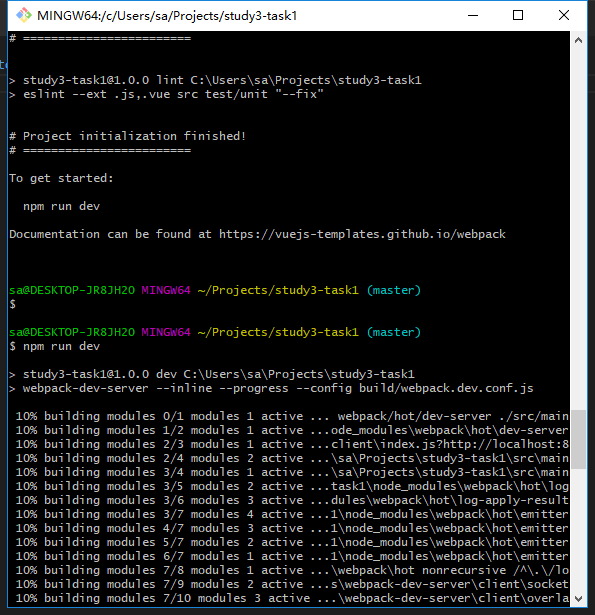 MINGW64:/c/Users/sa/Projects/study3-task1
# ========================
> study3-task1@1.0.0 lint C:\Users\sa\Projects\study3-task1
> eslint --ext .js,.vue src test/unit "--fix"
# Project initialization finished!
# ========================
To get started:
npm run dev
Documentation can be found at https://vuejs-templates.github.io/webpack
sa@DESKTOP-JR8JH2O MINGW64 ~/Projects/study3-task1 (master)
$
sa@DESKTOP-JR8JH2O MINGW64 ~/Projects/study3-task1 (master)
$ npm run dev
> study3-task1@1.0.0 dev C:\Users\sa\Projects\study3-task1
> webpack-dev-server --inline --progress --config build/webpack.dev.conf.js
10% building modules 0/1 modules 1 active ... webpack/hot/dev-server ./src/main
10% building modules 1/2 modules 1 active ...ode_modules\webpack\hot\dev-server
10% building modules 2/3 modules 1 active ...client\index.js?http://localhost:8
10% building modules 2/4 modules 2 active ...\sa\Projects\study3-task1\src\main
10% building modules 3/4 modules 1 active ...\sa\Projects\study3-task1\src\main
10% building modules 3/5 modules 2 active ...task1\node_modules\webpack\hot\log
10% building modules 3/6 modules 3 active ...dules\webpack\hot\log-apply-result
10% building modules 3/7 modules 4 active ...1\node_modules\webpack\hot\emitter
10% building modules 4/7 modules 3 active ...1\node_modules\webpack\hot\emitter
10% building modules 5/7 modules 2 active ...1\node_modules\webpack\hot\emitter
10% building modules 6/7 modules 1 active ...1\node_modules\webpack\hot\emitter
10% building modules 7/8 modules 1 active ...\webpack\hot nonrecursive /^\.\/lo
10% building modules 7/9 modules 2 active ...s\webpack-dev-server\client\socket
10% building modules 7/10 modules 3 active ...\webpack-dev-server\client\overla